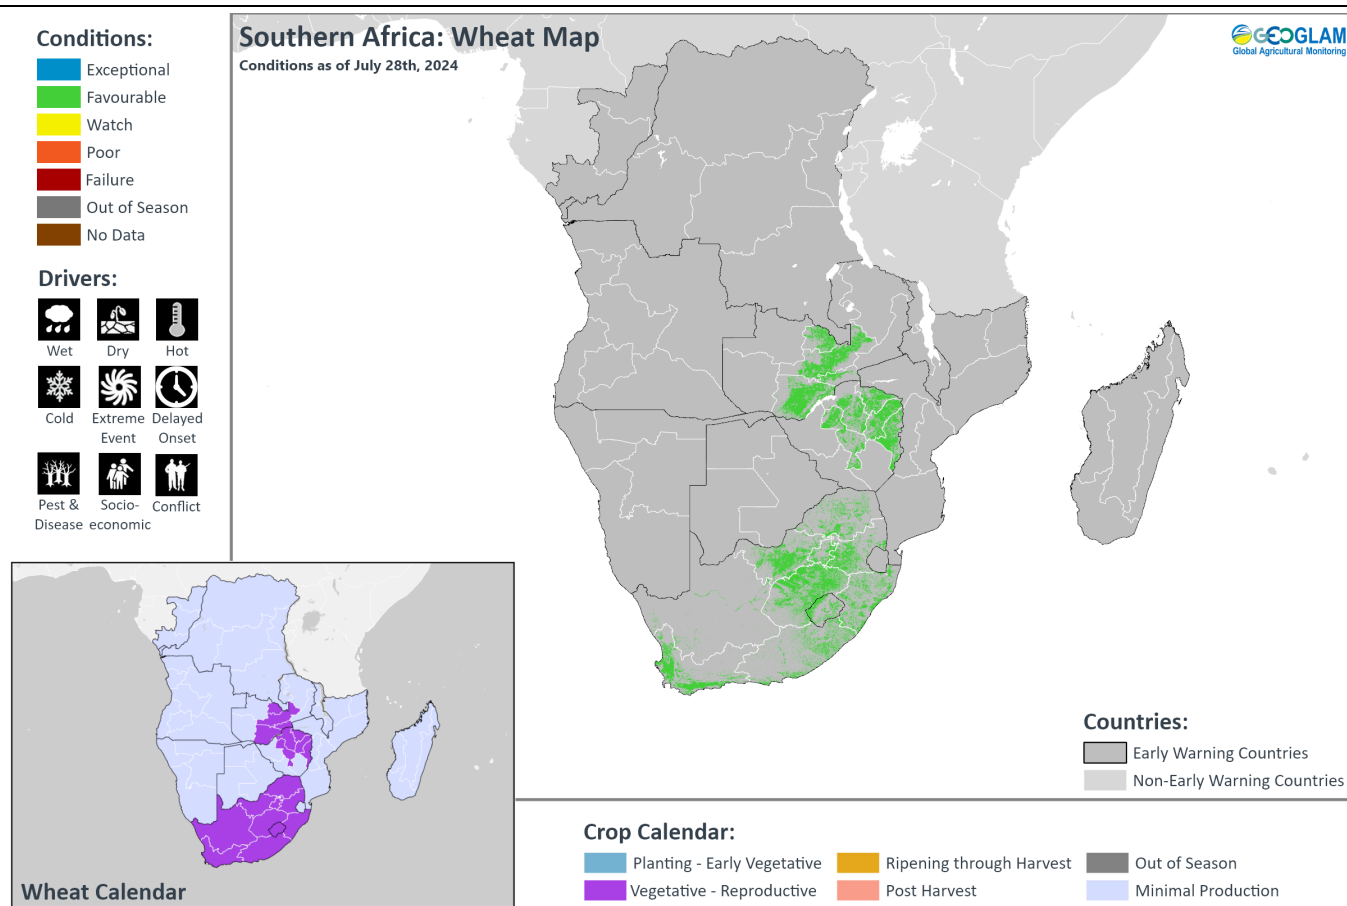 Conditions:
Exceptional
Favourable
Watch
Poor
Failure
Out of Season
No Data
Drivers:
Wet
Dry
Hot
Cold
Extreme
Event
Delayed
Onset
Pest &
Disease
Socio-
economic
Conflict
Southern Africa: Wheat Map
Conditions as of July 28th, 2024
GEOGLAM
Global Agricultural Monitoring
Countries:
Early Warning Countries
Non-Early Warning Countries
Wheat Calendar
Crop Calendar:
Planting - Early Vegetative
Ripening through Harvest
Out of Season
Vegetative - Reproductive
Post Harvest
Minimal Production